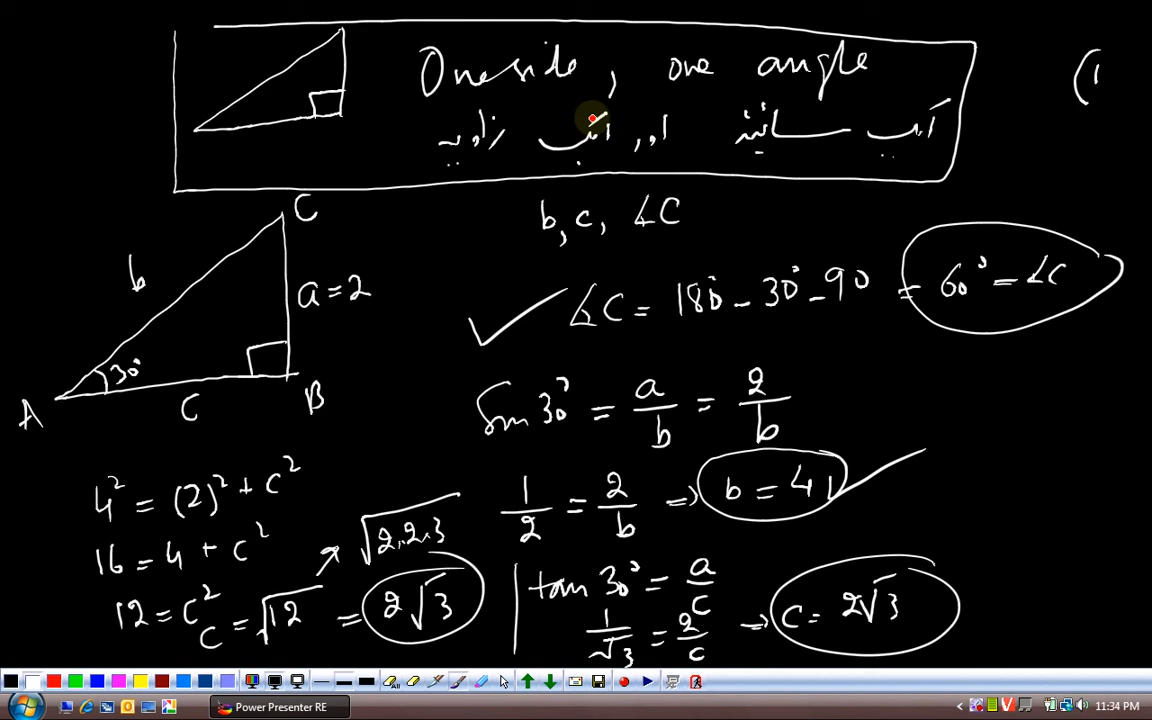 One side, one angle
(1
ایک سائیڈ اور ایک زاویہ
b, c, ∡C
C
b
a = 2
∡C = 180° - 30° - 90 = 60° = ∡C
30°
A
C
B
Sin 30° = a/b = 2/b
4² = (2)² + c²
1/2 = 2/b ⇒ b = 4
16 = 4 + c²
√2.2.3
12 = c²
c = √12 = 2√3
tan 30° = a/c
1/√3 = 2/c ⇒ c = 2√3
All
Power Presenter RE
11:34 PM